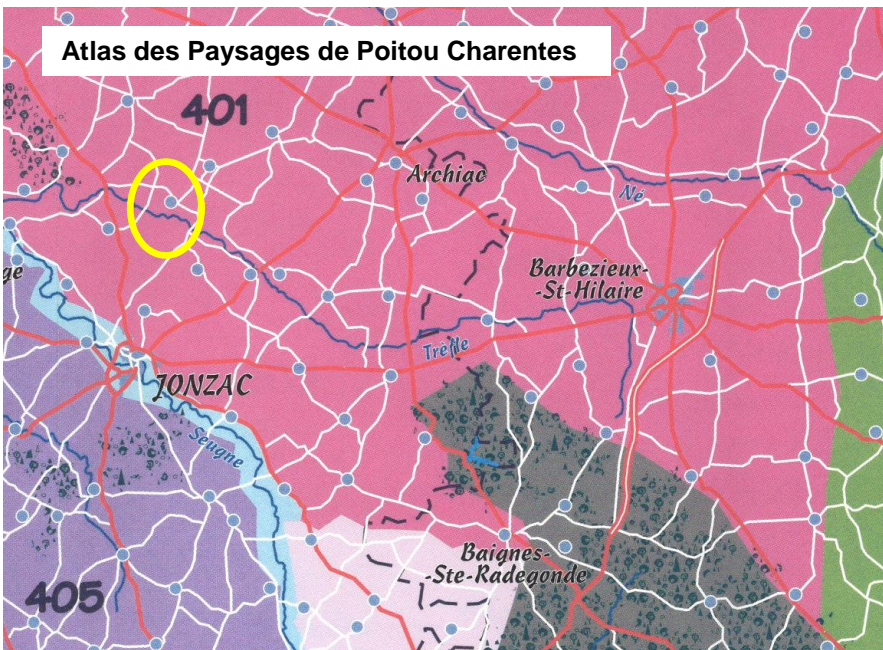 Atlas des Paysages de Poitou Charentes
401
Archiac
Né
Barbezieux-
-St-Hilaire
ge
Trèfle
JONZAC
Seugne
Baignes-
-Ste-Radegonde
405